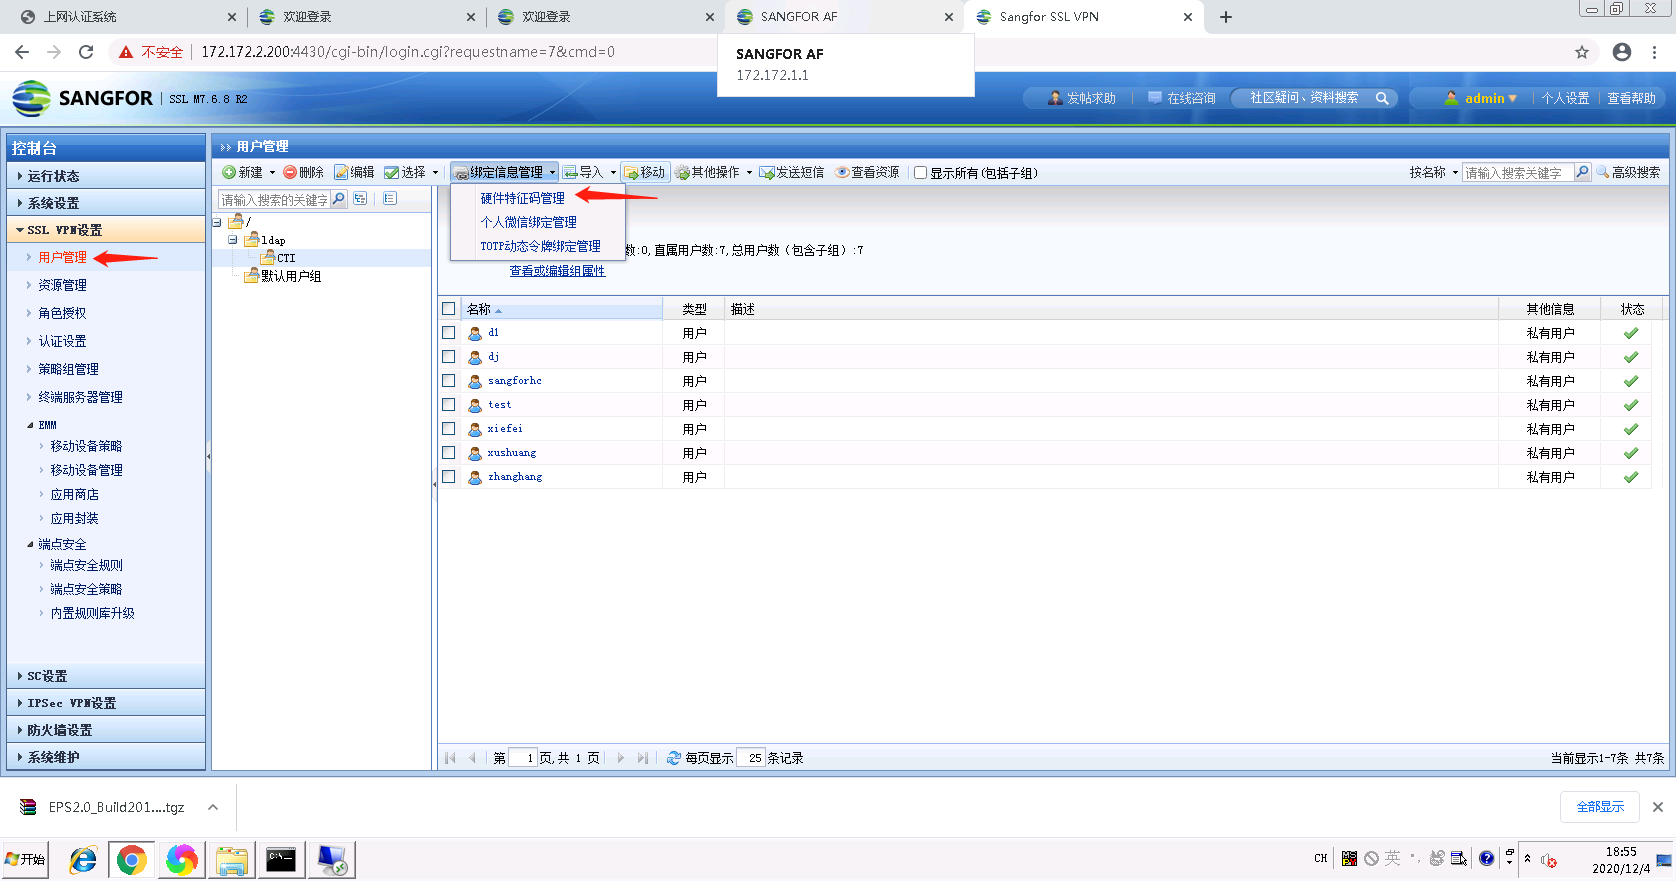 上网认证系统
欢迎登录
欢迎登录
SANGFOR AF
Sangfor SSL VPN
不安全
172.172.2.200:4430/cgi-bin/login.cgi?requestname=7&cmd=0
SANGFOR AF
172.172.1.1
SANGFOR
SSL M7.6.8 R2
发帖求助
在线咨询
社区疑问、资料搜索
admin
个人设置
查看帮助
控制台
运行状态
系统设置
SSL VPN设置
用户管理
资源管理
角色授权
认证设置
策略组管理
终端服务器管理
EMM
移动设备策略
移动设备管理
应用商店
应用封装
端点安全
端点安全规则
端点安全策略
内置规则库升级
SC设置
IPSec VPN设置
防火墙设置
系统维护
用户管理
新建
删除
编辑
选择
绑定信息管理
导入
移动
其他操作
发送短信
查看资源
显示所有(包括子组)
按名称
请输入搜索关键字
高级搜索
请输入搜索的关键字
/
ldap
CTI
默认用户组
硬件特征码管理
个人微信绑定管理
TOTP动态令牌绑定管理
数:0,直属用户数:7,总用户数（包含子组）:7
查看或编辑组属性
名称 类型 描述 其他信息 状态
d1 用户 私有用户
dj 用户 私有用户
sangforhc 用户 私有用户
test 用户 私有用户
xiefei 用户 私有用户
xushuang 用户 私有用户
zhanghang 用户 私有用户
第 1 页,共 1 页
每页显示 25 条记录
当前显示1-7条 共7条
EPS2.0_Build201....tgz
全部显示
开始
CH
英
18:55
2020/12/4